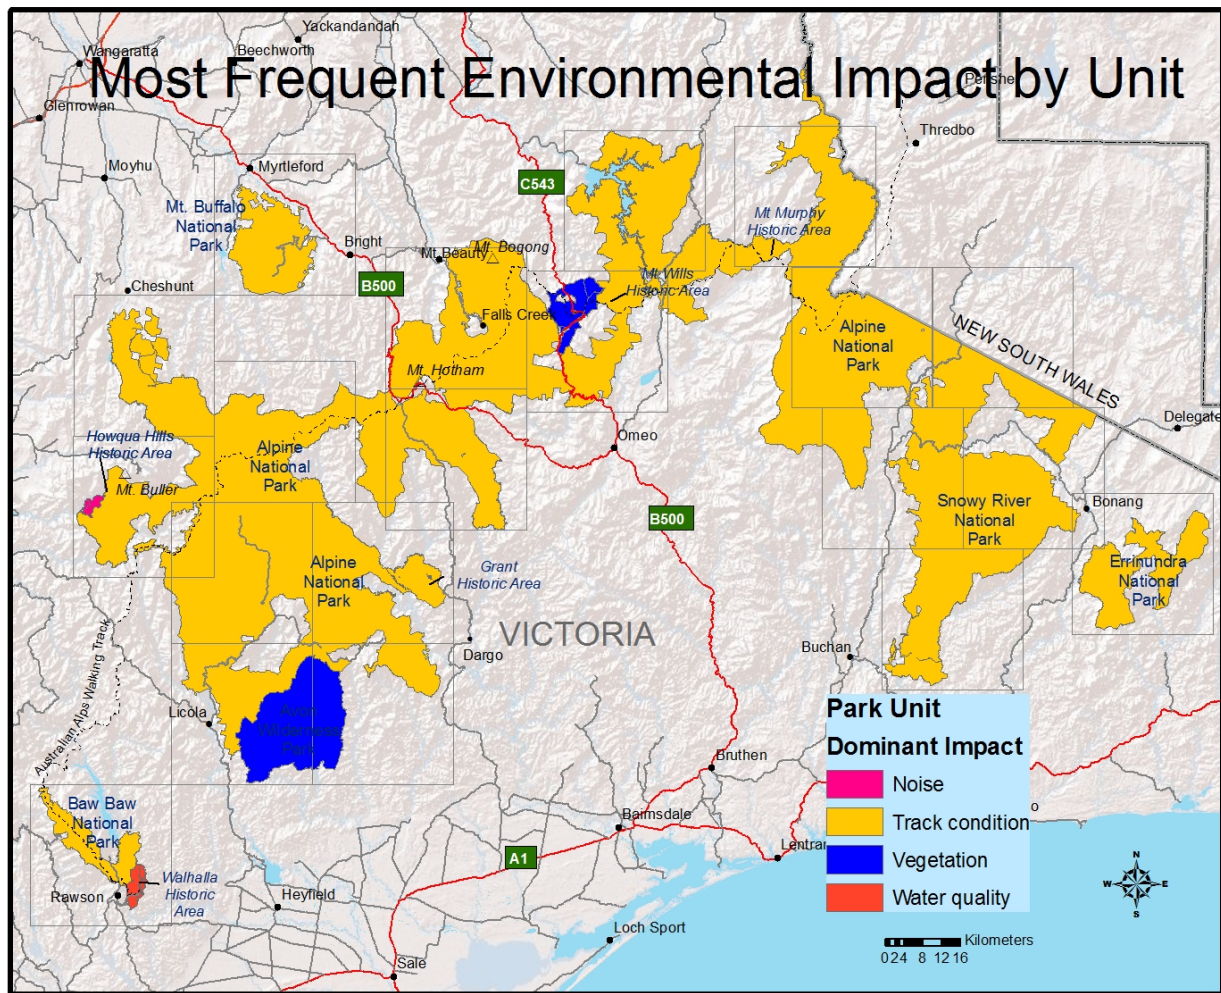 Most Frequent Environmental Impact by Unit
Yackandandah
Wangaratta
Beechworth
Glenrowan
Perisher
Thredbo
Moyhu
Myrtleford
C543
Mt. Buffalo
National
Park
Mt Murphy
Historic Area
Bright
Mt. Beauty
Mt. Bogong
Cheshunt
B500
Mt Wills
Historic Area
Falls Creek
Alpine
National
Park
NEW SOUTH WALES
Mt. Hotham
Delegate
Omeo
Howqua Hills
Historic Area
Alpine
National
Park
Mt. Buller
Snowy River
National
Park
Bonang
B500
Alpine
National
Park
Grant
Historic Area
Errinundra
National
Park
VICTORIA
Dargo
Buchan
Australian Alps Walking Track
Licola
Avon
Wilderness
Park
Park Unit
Dominant Impact
Noise
Track condition
Vegetation
Water quality
Bruthen
Baw Baw
National
Park
Bairnsdale
o
Lentran
A1
Walhalla
Historic
Area
Rawson
Heyfield
N
W
E
S
Loch Sport
Kilometers
0 2 4 8 12 16
Sale